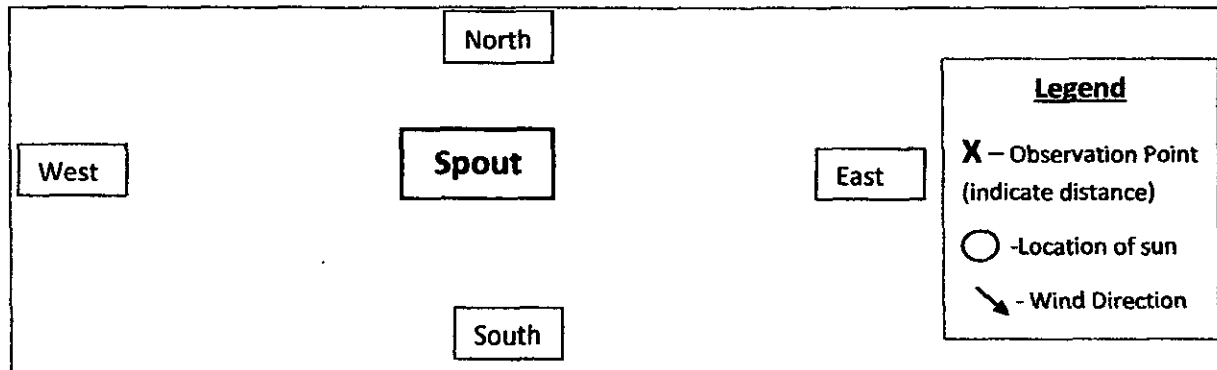 North
Legend
X – Observation Point
(indicate distance)
West
Spout
East
-Location of sun
- Wind Direction
South